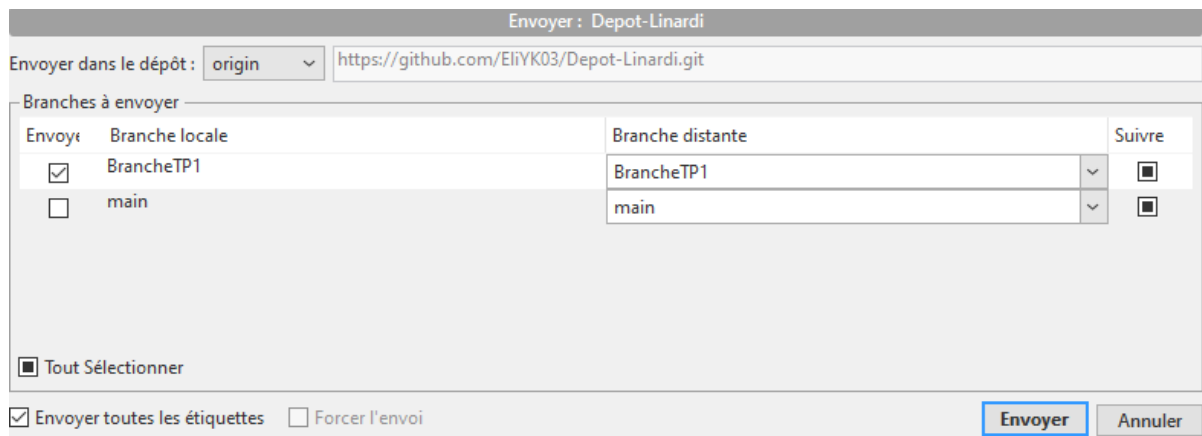 Envoyer : Depot-Linardi
Envoyer dans le dépôt : origin https://github.com/EliYK03/Depot-Linardi.git
Branches à envoyer
Envoye Branche locale Branche distante Suivre
BrancheTP1 BrancheTP1
main main
Tout Sélectionner
Envoyer toutes les étiquettes Forcer l'envoi Envoyer Annuler